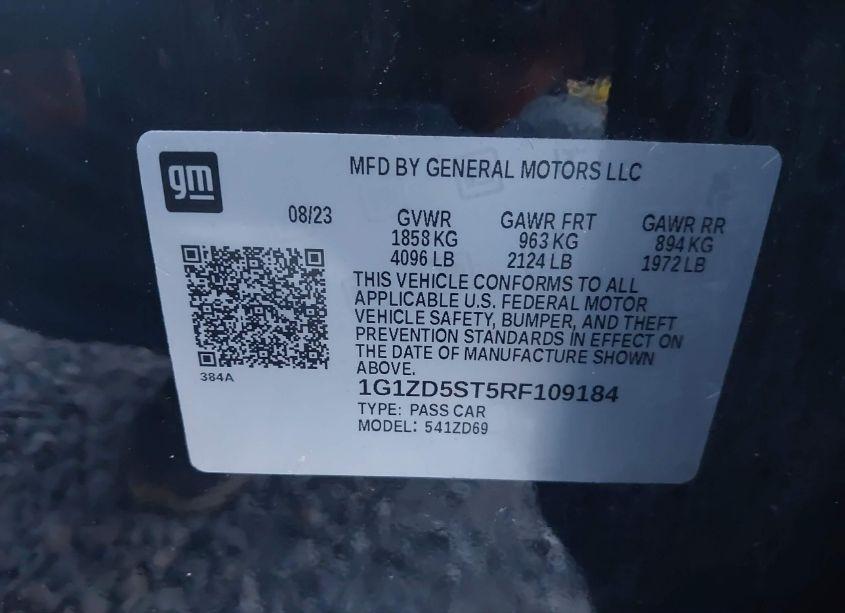 gm
MFD BY GENERAL MOTORS LLC
08/23 GVWR GAWR FRT GAWR RR
1858 KG 963 KG 894 KG
4096 LB 2124 LB 1972 LB
THIS VEHICLE CONFORMS TO ALL
APPLICABLE U.S. FEDERAL MOTOR
VEHICLE SAFETY, BUMPER, AND THEFT
PREVENTION STANDARDS IN EFFECT ON
THE DATE OF MANUFACTURE SHOWN
ABOVE.
384A
1G1ZD5ST5RF109184
TYPE: PASS CAR
MODEL: 541ZD69